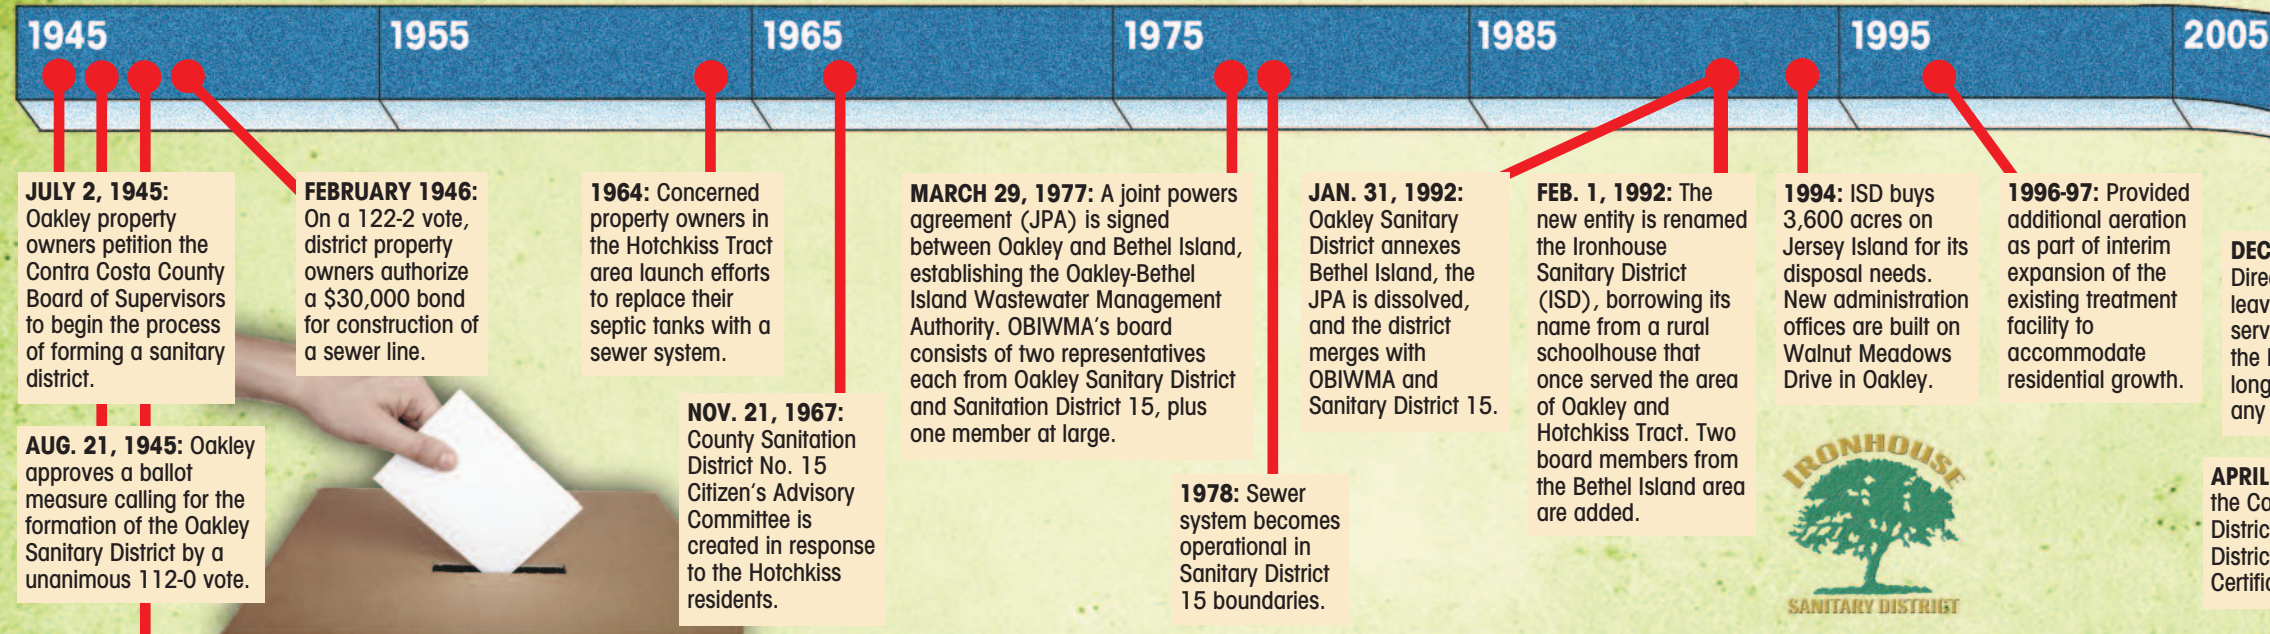 1945
1955
1965
1975
1985
1995
2005
JULY 2, 1945:
Oakley property
owners petition the
Contra Costa County
Board of Supervisors
to begin the process
of forming a sanitary
district.
AUG. 21, 1945: Oakley
approves a ballot
measure calling for the
formation of the Oakley
Sanitary District by a
unanimous 112-0 vote.
FEBRUARY 1946:
On a 122-2 vote,
district property
owners authorize
a $30,000 bond
for construction of
a sewer line.
1964: Concerned
property owners in
the Hotchkiss Tract
area launch efforts
to replace their
septic tanks with a
sewer system.
NOV. 21, 1967:
County Sanitation
District No. 15
Citizen's Advisory
Committee is
created in response
to the Hotchkiss
residents.
MARCH 29, 1977: A joint powers
agreement (JPA) is signed
between Oakley and Bethel Island,
establishing the Oakley-Bethel
Island Wastewater Management
Authority. OBIWMA's board
consists of two representatives
each from Oakley Sanitary District
and Sanitation District 15, plus
one member at large.
1978: Sewer
system becomes
operational in
Sanitary District
15 boundaries.
JAN. 31, 1992:
Oakley Sanitary
District annexes
Bethel Island, the
JPA is dissolved,
and the district
merges with
OBIWMA and
Sanitary District 15.
FEB. 1, 1992: The
new entity is renamed
the Ironhouse
Sanitary District
(ISD), borrowing its
name from a rural
schoolhouse that
once served the area
of Oakley and
Hotchkiss Tract. Two
board members from
the Bethel Island area
are added.
1994: ISD buys
3,600 acres on
Jersey Island for its
disposal needs.
New administration
offices are built on
Walnut Meadows
Drive in Oakley.
IRONHOUSE
SANITARY DISTRICT
1996-97: Provided
additional aeration
as part of interim
expansion of the
existing treatment
facility to
accommodate
residential growth.
DEC
Direc
leav
serv
the
long
any
APRIL
the Co
Distric
Distric
Certific